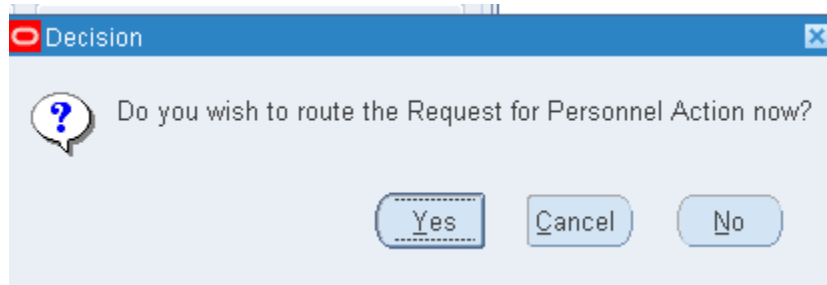 Decision
Do you wish to route the Request for Personnel Action now?
Yes Cancel No